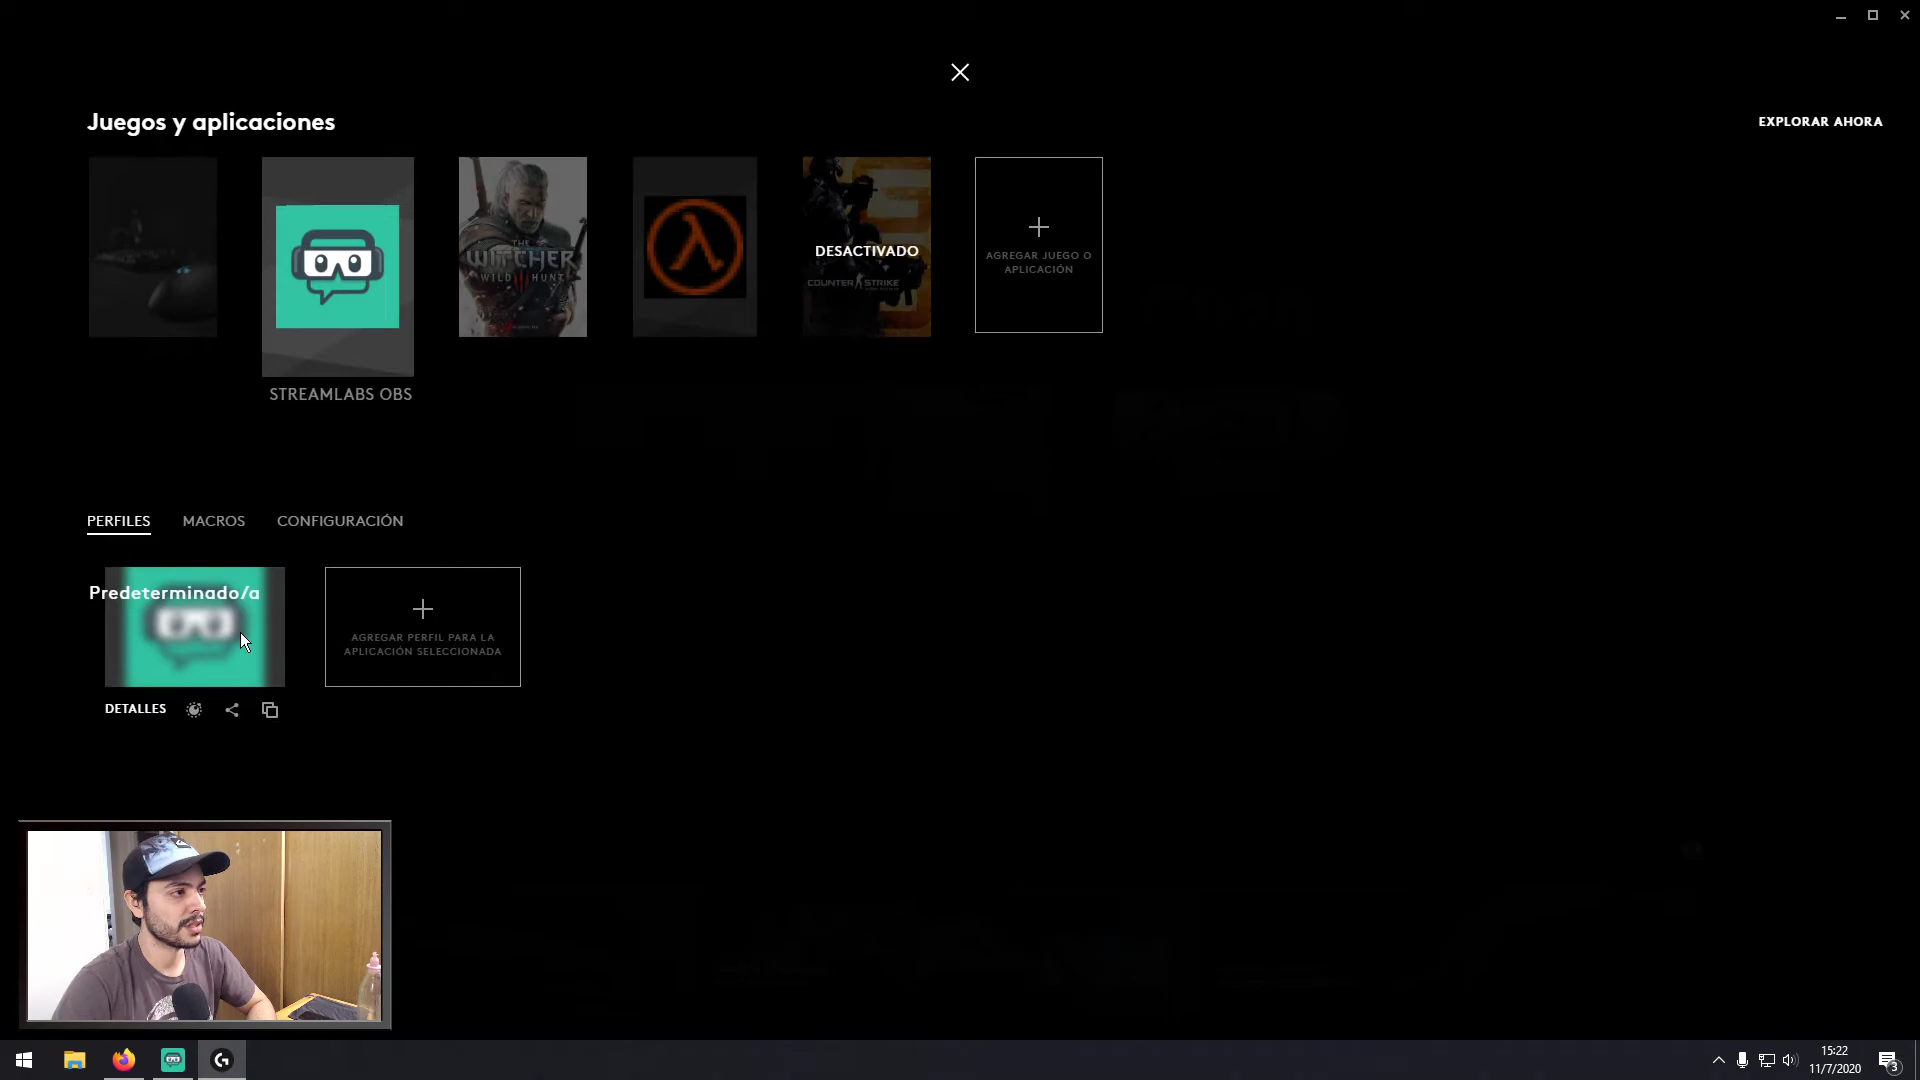 Juegos y aplicaciones
EXPLORAR AHORA
THE
WITCHER
WILD HUNT
DESACTIVADO
COUNTER STRIKE
AGREGAR JUEGO O
APLICACIÓN
STREAMLABS OBS
PERFILES
MACROS
CONFIGURACIÓN
Predeterminado/a
AGREGAR PERFIL PARA LA
APLICACIÓN SELECCIONADA
DETALLES
15:22
11/7/2020
3